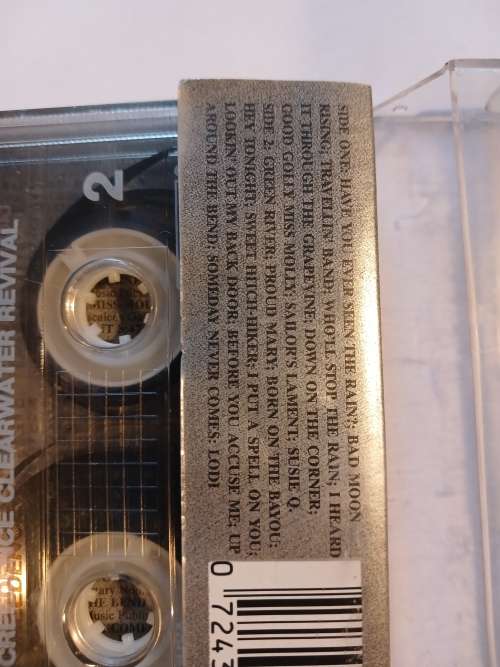 SIDE ONE: HAVE YOU EVER SEEN THE RAIN?; BAD MOON
RISING; TRAVELLIN' BAND; WHO'LL STOP THE RAIN; I HEARD
IT THROUGH THE GRAPEVINE; DOWN ON THE CORNER;
GOOD GOLLY MISS MOLLY; SAILOR'S LAMENT; SUSIE Q.
SIDE 2: GREEN RIVER; PROUD MARY; BORN ON THE BAYOU;
HEY TONIGHT; SWEET HITCH-HIKER; I PUT A SPELL ON YOU;
LOOKIN' OUT MY BACK DOOR; BEFORE YOU ACCUSE ME; UP
AROUND THE BEND; SOMEDAY NEVER COMES; LODI
0 7243
2
CREEDENCE CLEARWATER REVIVAL
HE BEND